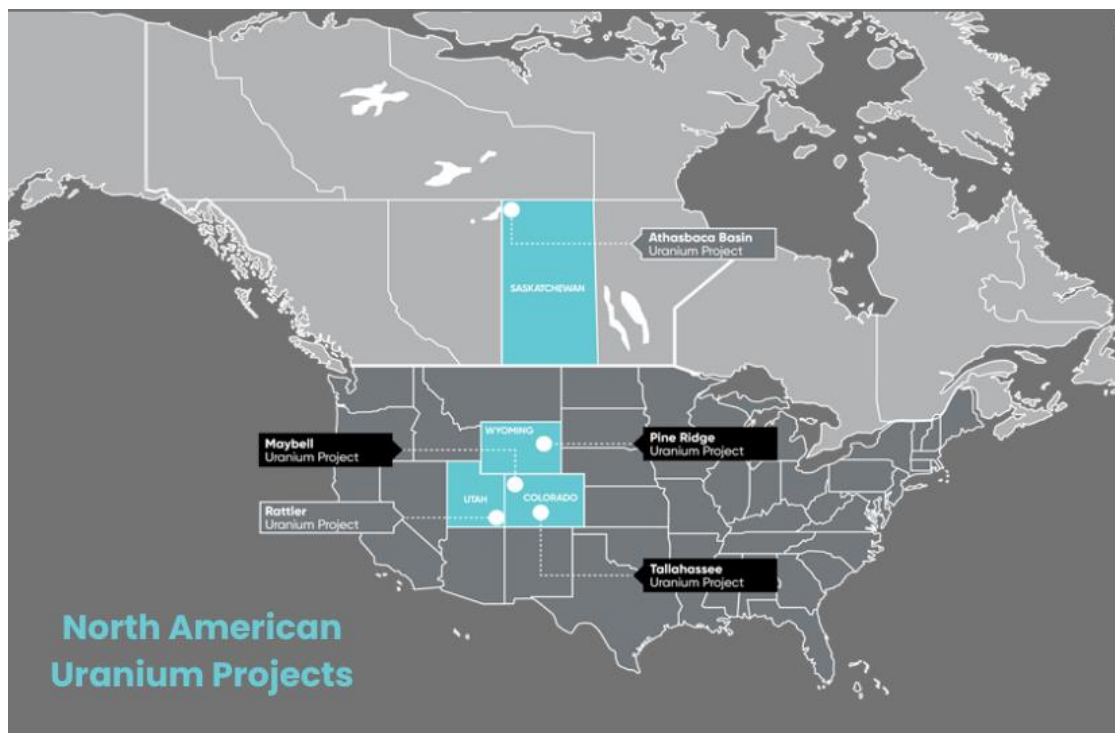 Athasbaca Basin
Uranium Project
SASKATCHEWAN
WYOMING
Maybell
Uranium Project
Pine Ridge
Uranium Project
UTAH
COLORADO
Rattler
Uranium Project
Tallahassee
Uranium Project
North American
Uranium Projects